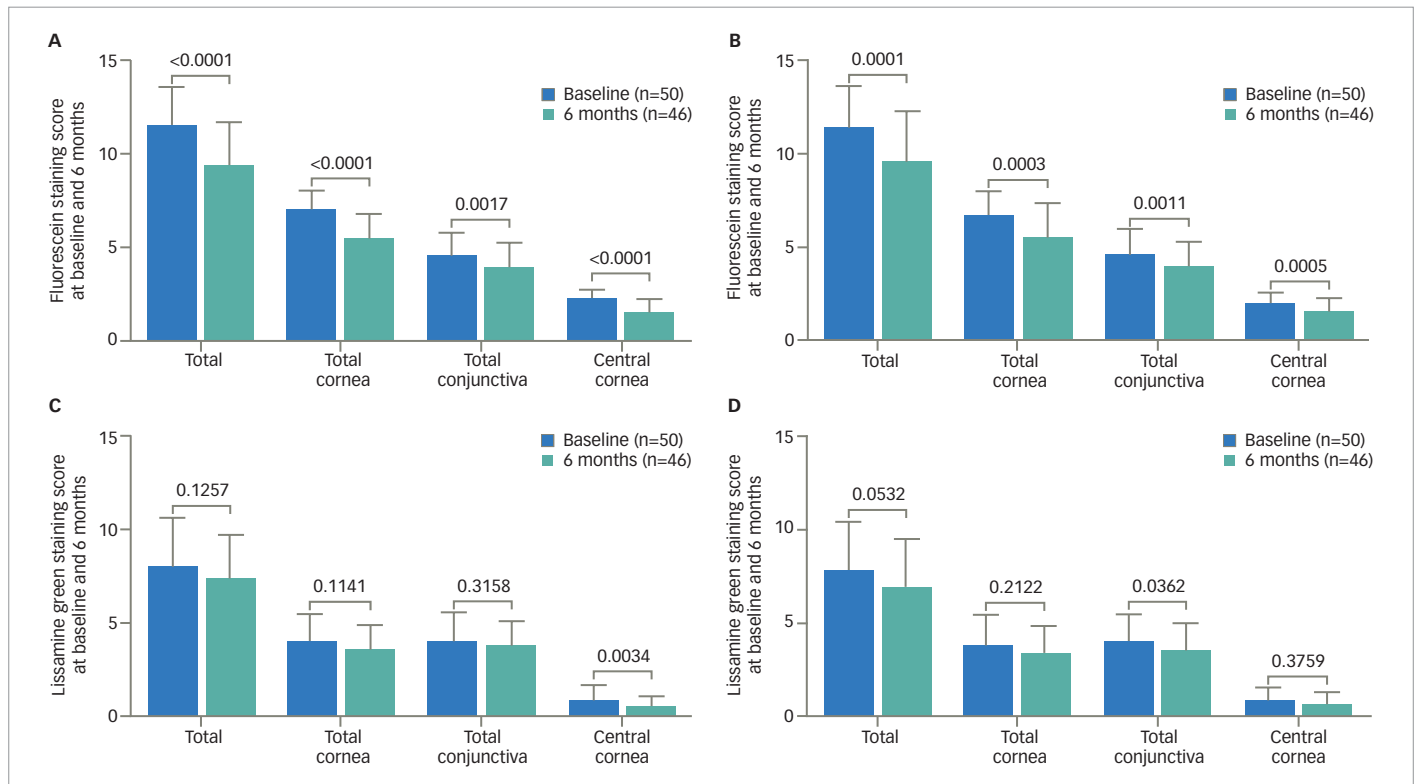 A
Fluorescein staining score
at baseline and 6 months
15
10
5
0
<0.0001
<0.0001
0.0017
<0.0001
Baseline (n=50)
6 months (n=46)
Total
Total
cornea
Total
conjunctiva
Central
cornea
B
Fluorescein staining score
at baseline and 6 months
15
10
5
0
0.0001
0.0003
0.0011
0.0005
Baseline (n=50)
6 months (n=46)
Total
Total
cornea
Total
conjunctiva
Central
cornea
C
Lissamine green staining score
at baseline and 6 months
15
10
5
0
0.1257
0.1141
0.3158
0.0034
Baseline (n=50)
6 months (n=46)
Total
Total
cornea
Total
conjunctiva
Central
cornea
D
Lissamine green staining score
at baseline and 6 months
15
10
5
0
0.0532
0.2122
0.0362
0.3759
Baseline (n=50)
6 months (n=46)
Total
Total
cornea
Total
conjunctiva
Central
cornea